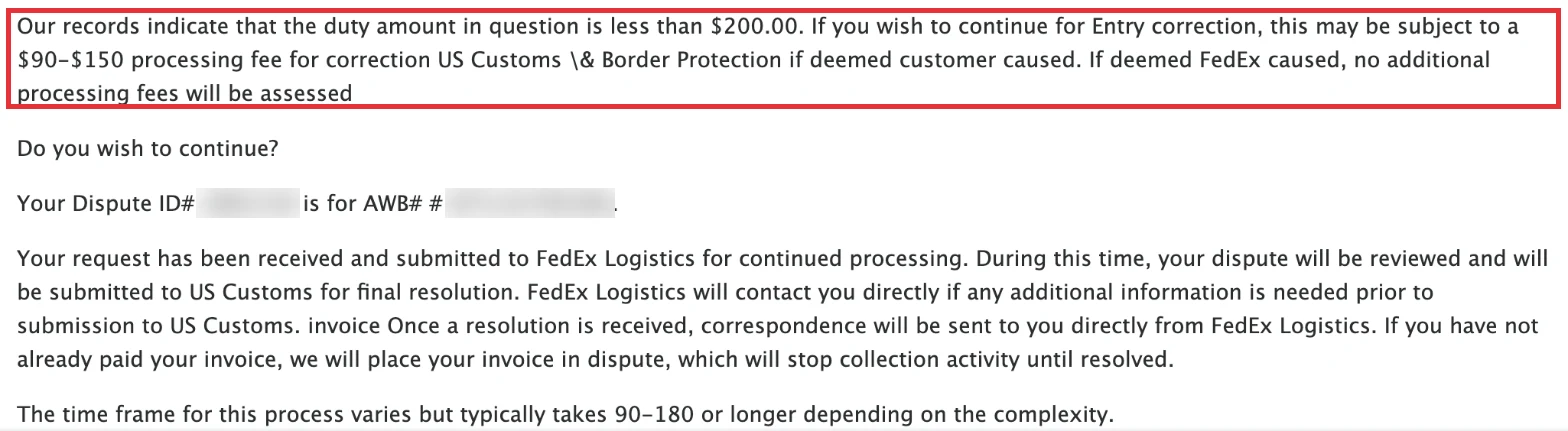 Our records indicate that the duty amount in question is less than $200.00. If you wish to continue for Entry correction, this may be subject to a
$90–$150 processing fee for correction US Customs \& Border Protection if deemed customer caused. If deemed FedEx caused, no additional
processing fees will be assessed
Do you wish to continue?
Your Dispute ID# is for AWB# # .
Your request has been received and submitted to FedEx Logistics for continued processing. During this time, your dispute will be reviewed and will
be submitted to US Customs for final resolution. FedEx Logistics will contact you directly if any additional information is needed prior to
submission to US Customs. invoice Once a resolution is received, correspondence will be sent to you directly from FedEx Logistics. If you have not
already paid your invoice, we will place your invoice in dispute, which will stop collection activity until resolved.
The time frame for this process varies but typically takes 90–180 or longer depending on the complexity.